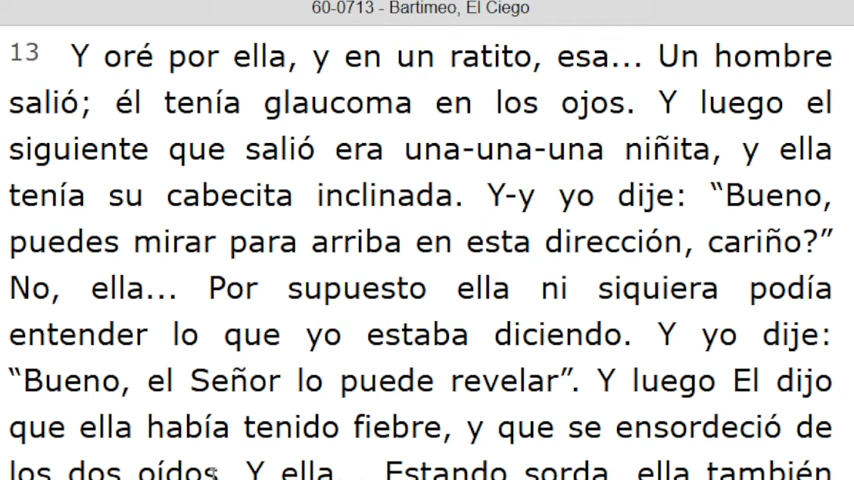 60-0713 - Bartimeo, El Ciego
13 Y oré por ella, y en un ratito, esa... Un hombre
salió; él tenía glaucoma en los ojos. Y luego el
siguiente que salió era una-una-una niñita, y ella
tenía su cabecita inclinada. Y-y yo dije: “Bueno,
puedes mirar para arriba en esta dirección, cariño?”
No, ella... Por supuesto ella ni siquiera podía
entender lo que yo estaba diciendo. Y yo dije:
“Bueno, el Señor lo puede revelar”. Y luego El dijo
que ella había tenido fiebre, y que se ensordeció de
los dos oídos. Y ella... Estando sorda, ella también